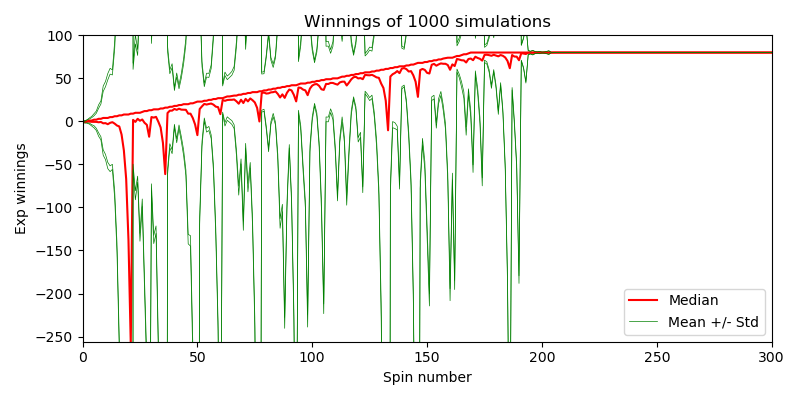 Winnings of 1000 simulations
100
50
0
−50
−100
−150
−200
−250
Exp winnings
0 50 100 150 200 250 300
Spin number
Median
Mean +/- Std